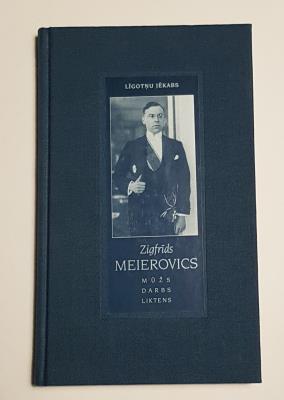 LĪGOTŅU JĒKABS
Zigfrīds
MEIEROVICS
MŪŽS
DARBS
LIKTENS